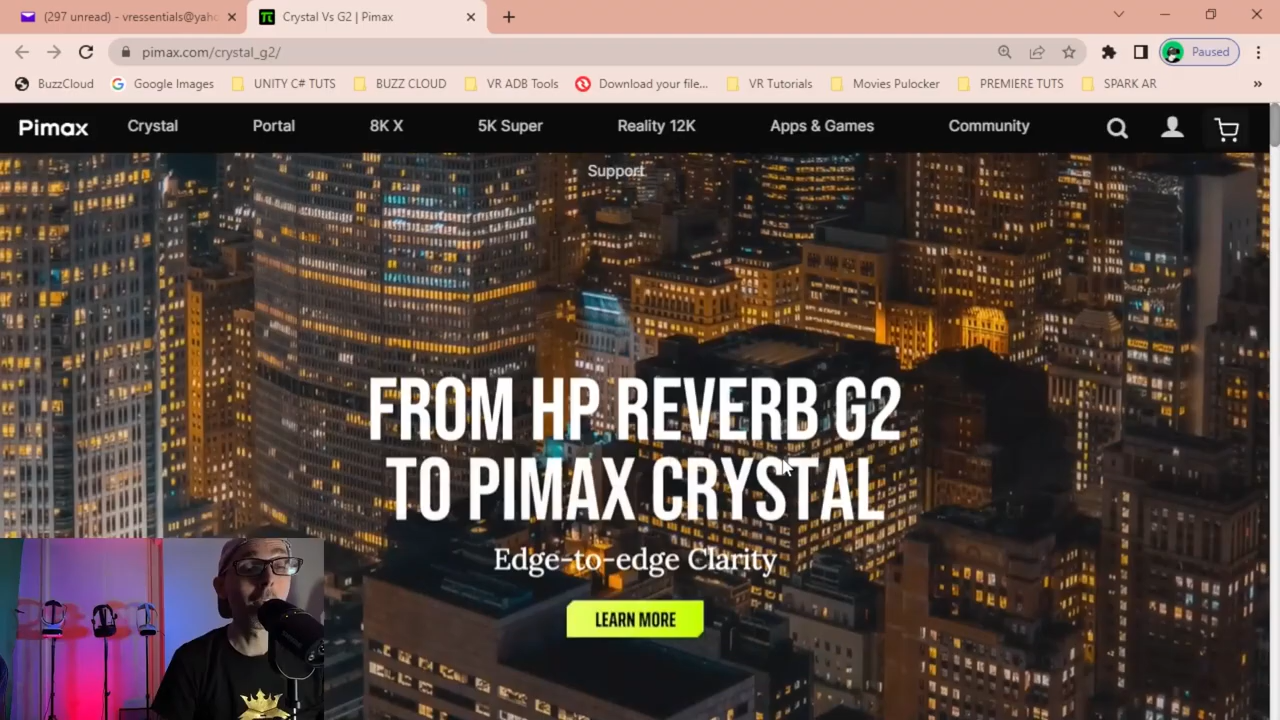 (297 unread) - vressentials@yaho
Crystal Vs G2 | Pimax
pimax.com/crystal_g2/
Paused
BuzzCloud
Google Images
UNITY C# TUTS
BUZZ CLOUD
VR ADB Tools
Download your file...
VR Tutorials
Movies Pulocker
PREMIERE TUTS
SPARK AR
»
Pimax
Crystal
Portal
8K X
5K Super
Reality 12K
Apps & Games
Community
Support
FROM HP REVERB G2
TO PIMAX CRYSTAL
Edge-to-edge Clarity
LEARN MORE